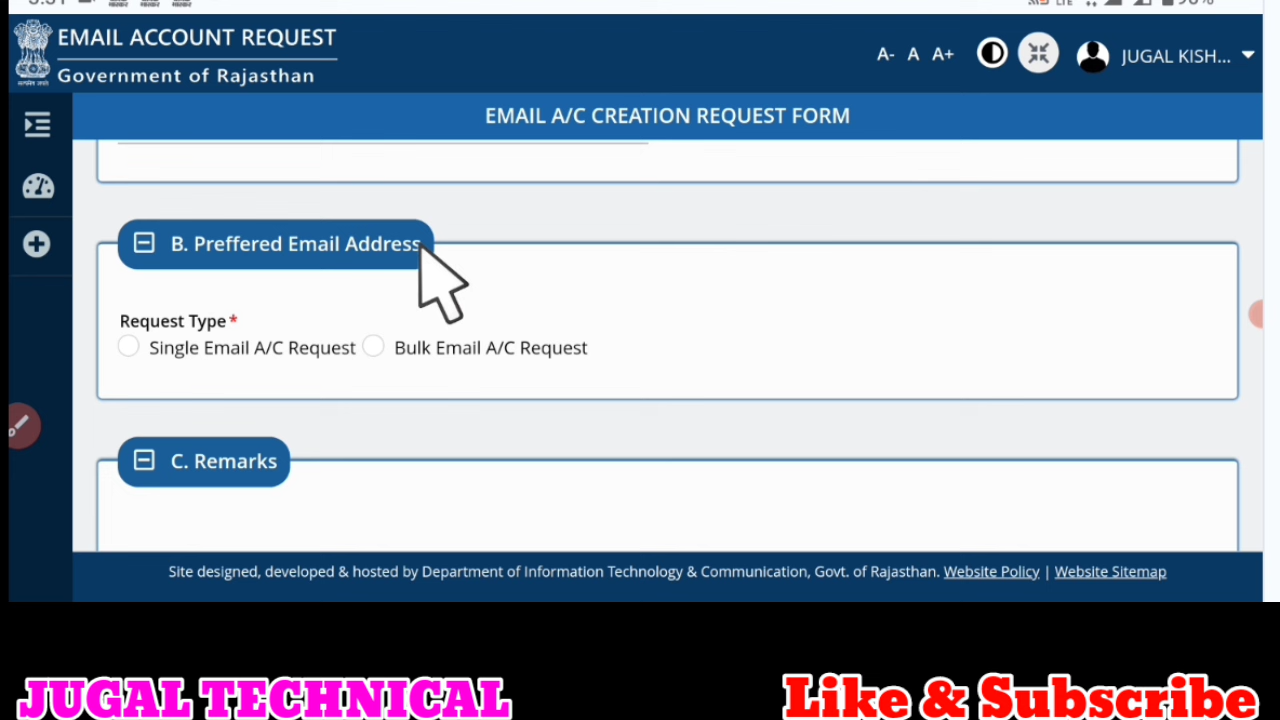 EMAIL ACCOUNT REQUEST
Government of Rajasthan
A- A A+
JUGAL KISH...
EMAIL A/C CREATION REQUEST FORM
B. Preffered Email Address
Request Type*
Single Email A/C Request Bulk Email A/C Request
C. Remarks
Site designed, developed & hosted by Department of Information Technology & Communication, Govt. of Rajasthan. Website Policy | Website Sitemap
JUGAL TECHNICAL
Like & Subscribe